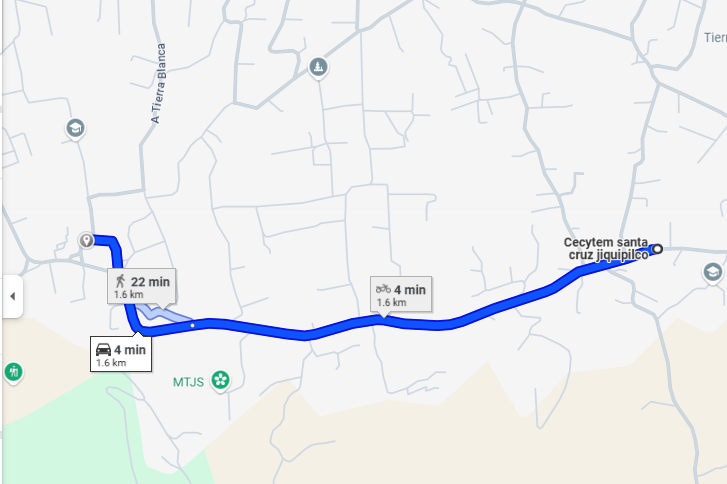 Tier
A Tierra Blanca
Cecytem santa
cruz jiquipilco
22 min
1.6 km
4 min
1.6 km
4 min
1.6 km
MTJS